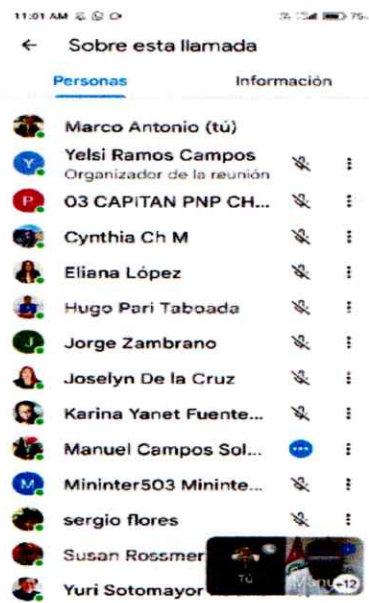 11:01 AM
Sobre esta llamada
Personas
Información
Marco Antonio (tú)
Y
Yelsi Ramos Campos
Organizador de la reunión
P
03 CAPITAN PNP CH...
Cynthia Ch M
Eliana López
Hugo Pari Taboada
J
Jorge Zambrano
Joselyn De la Cruz
Karina Yanet Fuente...
Manuel Campos Sol...
M
Mininter503 Mininte...
sergio flores
Susan Rossmer
Tú
+12
Yuri Sotomayor